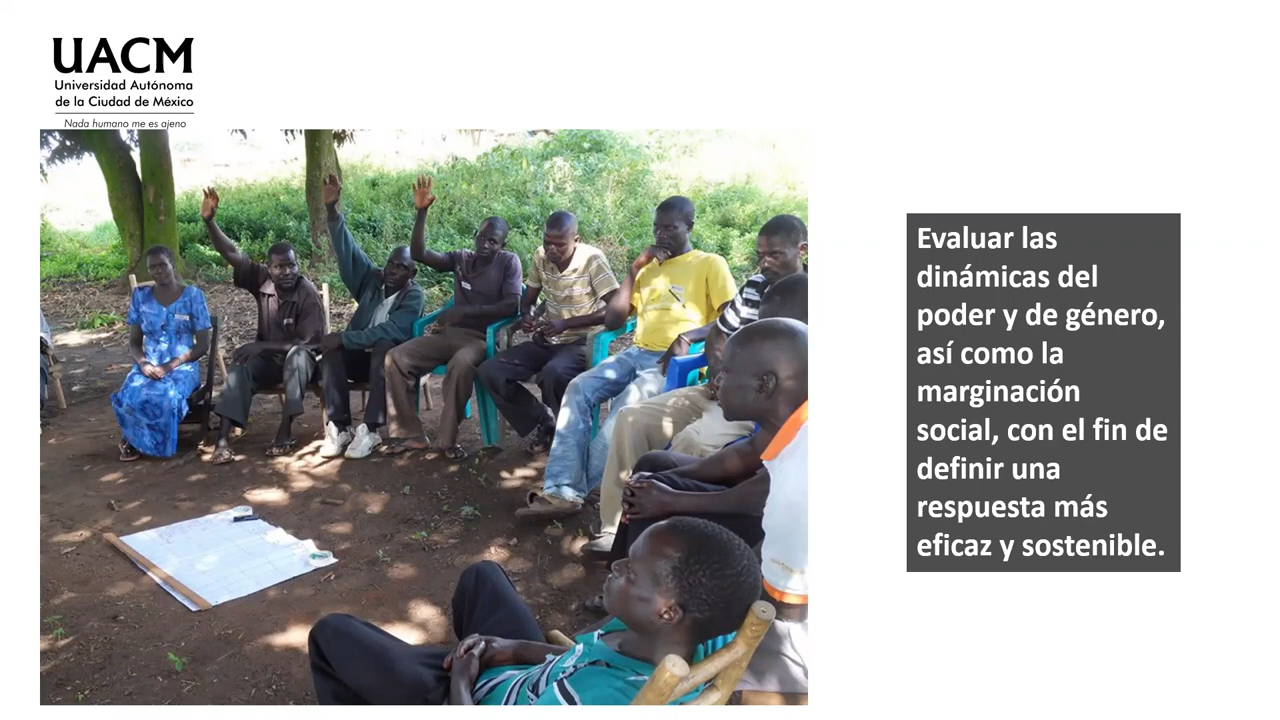 UACM
Universidad Autónoma
de la Ciudad de México
Nada humano me es ajeno
Evaluar las
dinámicas del
poder y de género,
así como la
marginación
social, con el fin de
definir una
respuesta más
eficaz y sostenible.